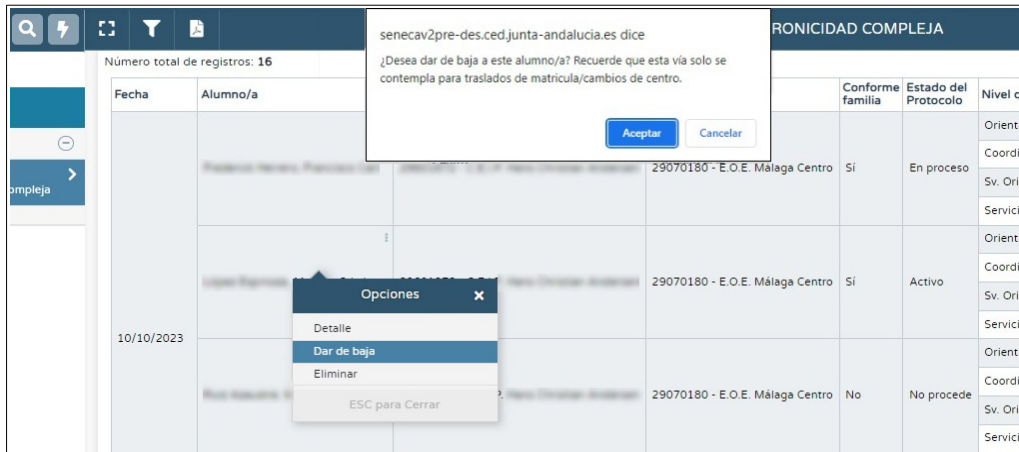 senecav2pre-des.ced.junta-andalucia.es dice
¿Desea dar de baja a este alumno/a? Recuerde que esta vía solo se
contempla para traslados de matricula/cambios de centro.
Aceptar Cancelar
RONICIDAD COMPLEJA
Número total de registros: 16
Fecha Alumno/a Conforme familia Estado del Protocolo Nivel
ompleja
29070180 - E.O.E. Málaga Centro Sí En proceso
Orient
Coordi
Sv. Ori
Servici
29070180 - E.O.E. Málaga Centro Sí Activo
Orient
Coordi
Sv. Ori
Servici
Opciones
Detalle
Dar de baja
Eliminar
ESC para Cerrar
10/10/2023
29070180 - E.O.E. Málaga Centro No No procede
Orient
Coordi
Sv. Ori
Servici